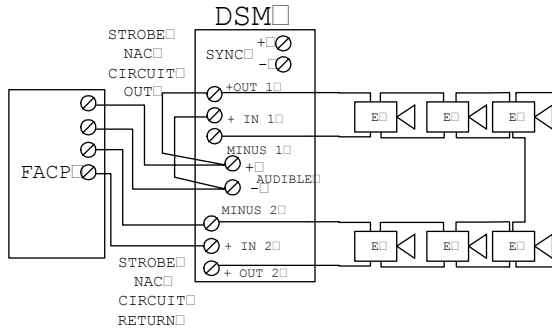 DSM□
STROBE□
NAC□
CIRCUIT□
OUT□
SYNC□
+□
-□
+OUT 1□
+ IN 1□
MINUS 1□
+□
-□
AUDIBLE□
FACP□
MINUS 2□
+ IN 2□
+ OUT 2□
STROBE□
NAC□
CIRCUIT□
RETURN□
E□ E□ E□
E□ E□ E□